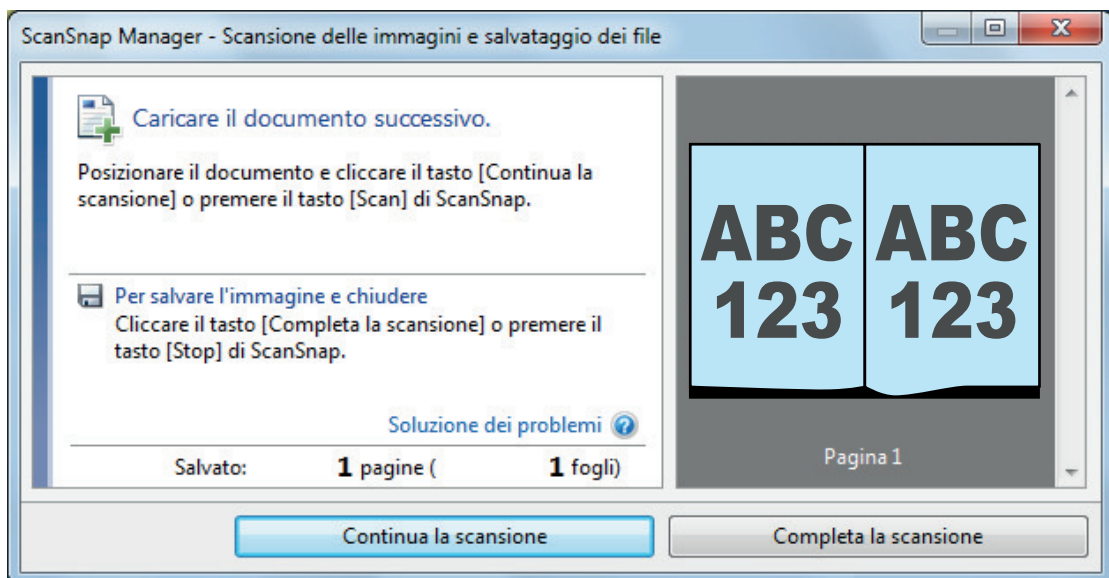 ScanSnap Manager - Scansione delle immagini e salvataggio dei file
Caricare il documento successivo.
Posizionare il documento e cliccare il tasto [Continua la
scansione] o premere il tasto [Scan] di ScanSnap.
Per salvare l'immagine e chiudere
Cliccare il tasto [Completa la scansione] o premere il
tasto [Stop] di ScanSnap.
Soluzione dei problemi
Salvato: 1 pagine ( 1 fogli)
ABC ABC
123 123
Pagina 1
Continua la scansione
Completa la scansione